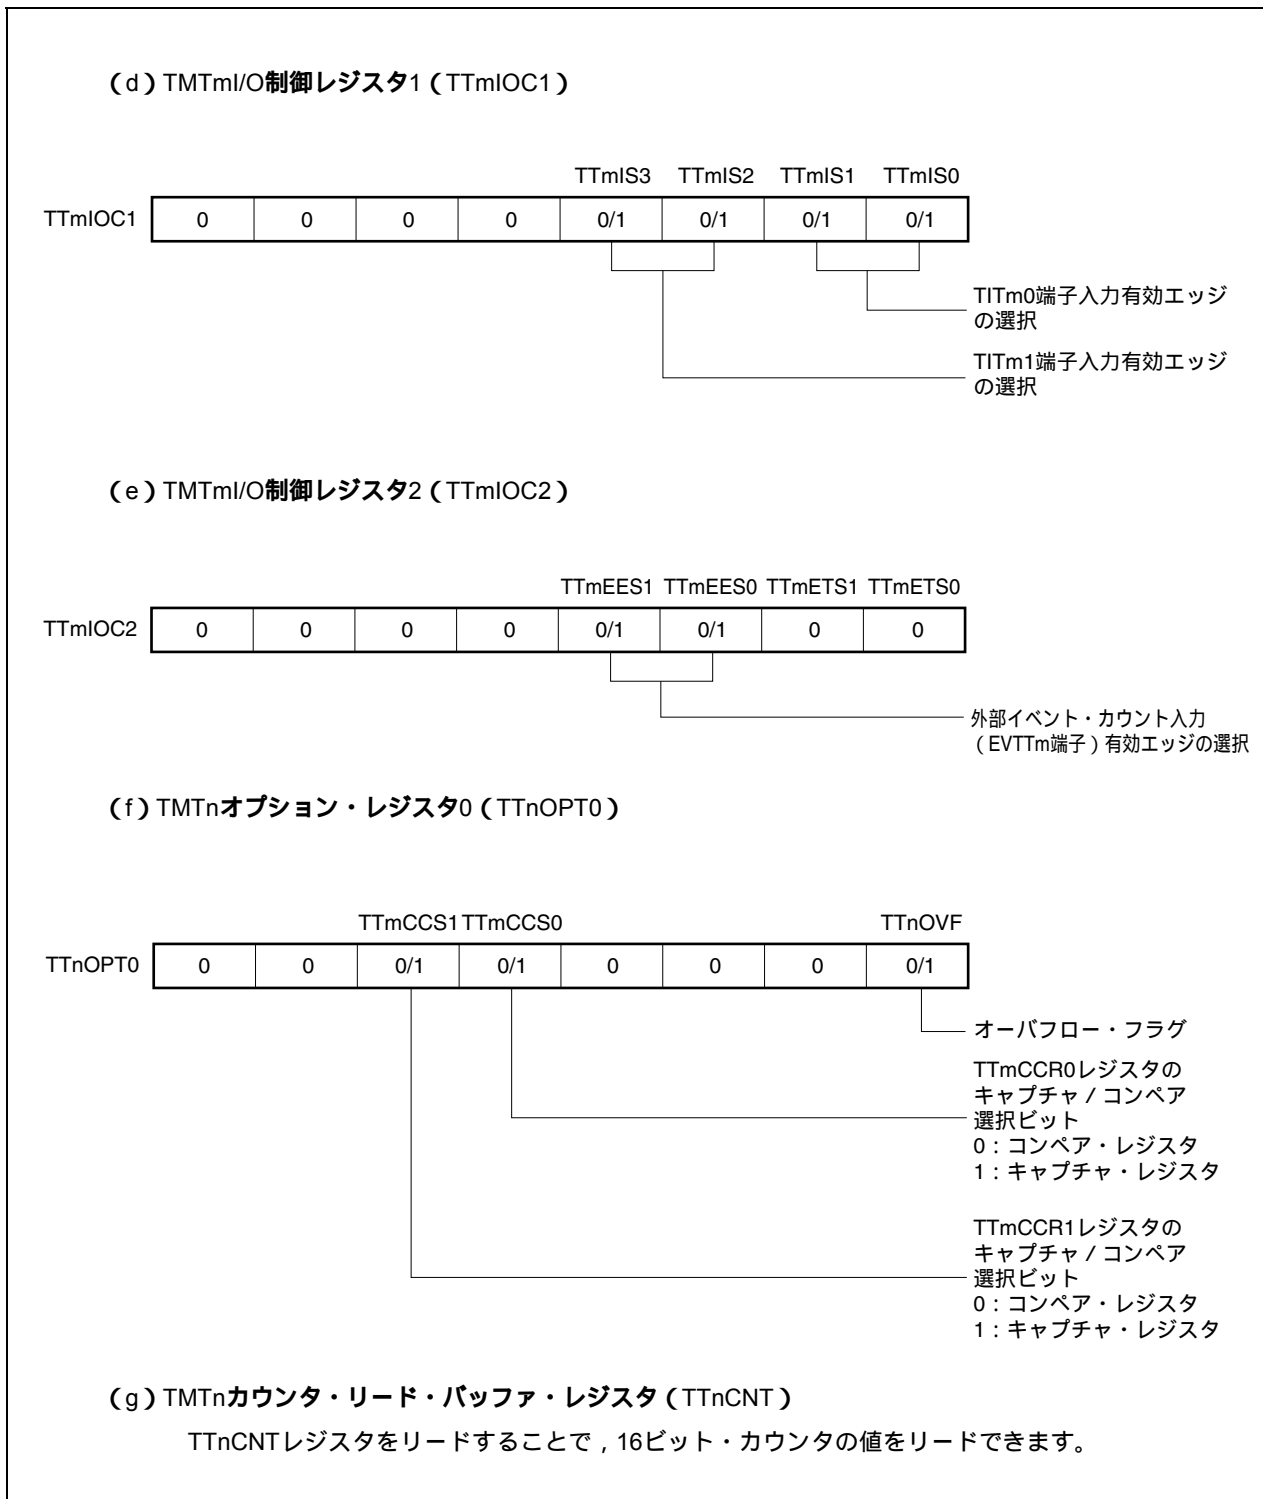 (d) TMTmI/O制御レジスタ1 (TTmIOC1)
TTmIS3 TTmIS2 TTmIS1 TTmIS0
TTmIOC1 0 0 0 0 0/1 0/1 0/1 0/1
TITm0端子入力有効エッジ
の選択
TITm1端子入力有効エッジ
の選択
(e) TMTmI/O制御レジスタ2 (TTmIOC2)
TTmEES1 TTmEES0 TTmETS1 TTmETS0
TTmIOC2 0 0 0 0 0/1 0/1 0 0
外部イベント・カウント入力
(EVTTm端子)有効エッジの選択
(f) TMTnオプション・レジスタ0 (TTnOPT0)
TTmCCS1 TTmCCS0 TTnOVF
TTnOPT0 0 0 0/1 0/1 0 0 0 0/1
オーバフロー・フラグ
TTmCCR0レジスタの
キャプチャ/コンペア
選択ビット
0:コンペア・レジスタ
1:キャプチャ・レジスタ
TTmCCR1レジスタの
キャプチャ/コンペア
選択ビット
0:コンペア・レジスタ
1:キャプチャ・レジスタ
(g) TMTnカウンタ・リード・バッファ・レジスタ (TTnCNT)
TTnCNTレジスタをリードすることで,16ビット・カウンタの値をリードできます。